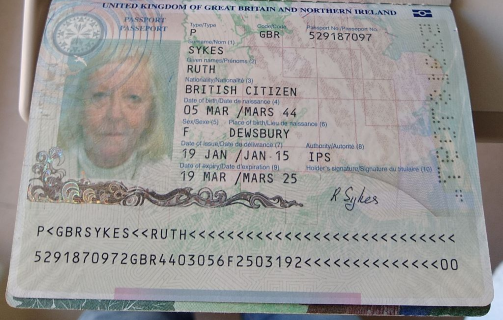 UNITED KINGDOM OF GREAT BRITAIN AND NORTHERN IRELAND
PASSPORT
PASSEPORT
Type/Type Code/Code Passport No./Passeport No.
P GBR 529187097
Surname/Nom (1)
SYKES
Given names/Prénoms (2)
RUTH
Nationality/Nationalité (3)
BRITISH CITIZEN
Date of birth/Date de naissance (4)
05 MAR /MARS 44
Sex/Sexe (5) Place of birth/Lieu de naissance (6)
F DEWSBURY
Date of issue/Date de délivrance (7) Authority/Autorité (8)
19 JAN /JAN 15 IPS
Date of expiry/Date d'expiration (9) Holder's signature/Signature du titulaire (10)
19 MAR /MARS 25 R Sykes
P<GBRSYKES<<RUTH<<<<<<<<<<<<<<<<<<<<<<<<<<<<
5291870972GBR4403056F2503192<<<<<<<<<<<<<<00